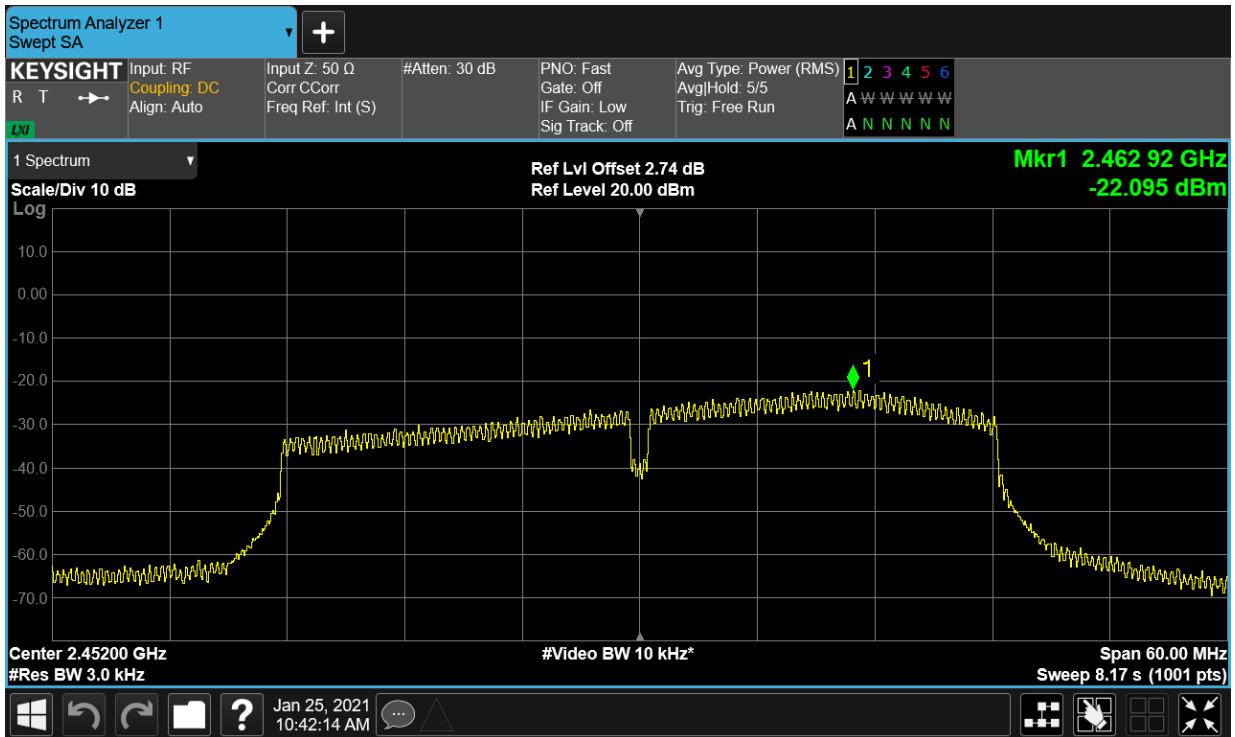 Spectrum Analyzer 1
Swept SA
KEYSIGHT
R T
LXI
Input: RF
Coupling: DC
Align: Auto
Input Z: 50 Ω
Corr CCorr
Freq Ref: Int (S)
#Atten: 30 dB
PNO: Fast
Gate: Off
IF Gain: Low
Sig Track: Off
Avg Type: Power (RMS)
Avg|Hold: 5/5
Trig: Free Run
1 2 3 4 5 6
A W W W W W
A N N N N N
1 Spectrum
Scale/Div 10 dB
Log
Ref Lvl Offset 2.74 dB
Ref Level 20.00 dBm
Mkr1 2.462 92 GHz
-22.095 dBm
10.0
0.00
-10.0
-20.0
-30.0
-40.0
-50.0
-60.0
-70.0
1
Center 2.45200 GHz
#Res BW 3.0 kHz
#Video BW 10 kHz*
Span 60.00 MHz
Sweep 8.17 s (1001 pts)
?
Jan 25, 2021
10:42:14 AM